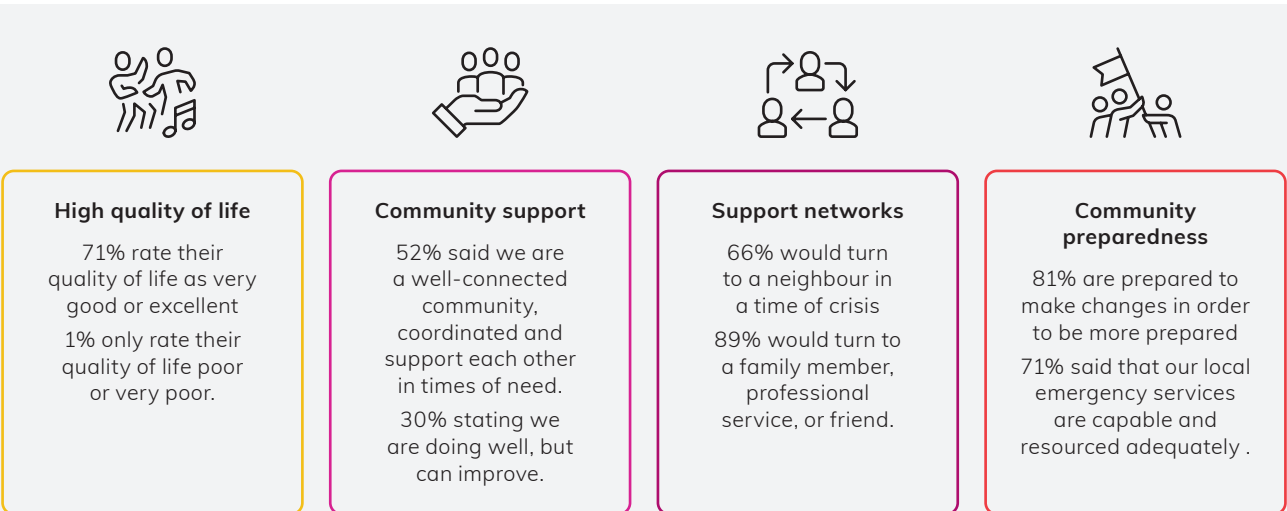 High quality of life
71% rate their
quality of life as very
good or excellent
1% only rate their
quality of life poor
or very poor.
Community support
52% said we are
a well-connected
community,
coordinated and
support each other
in times of need.
30% stating we
are doing well, but
can improve.
Support networks
66% would turn
to a neighbour in
a time of crisis
89% would turn to
a family member,
professional
service, or friend.
Community
preparedness
81% are prepared to
make changes in order
to be more prepared
71% said that our local
emergency services
are capable and
resourced adequately .